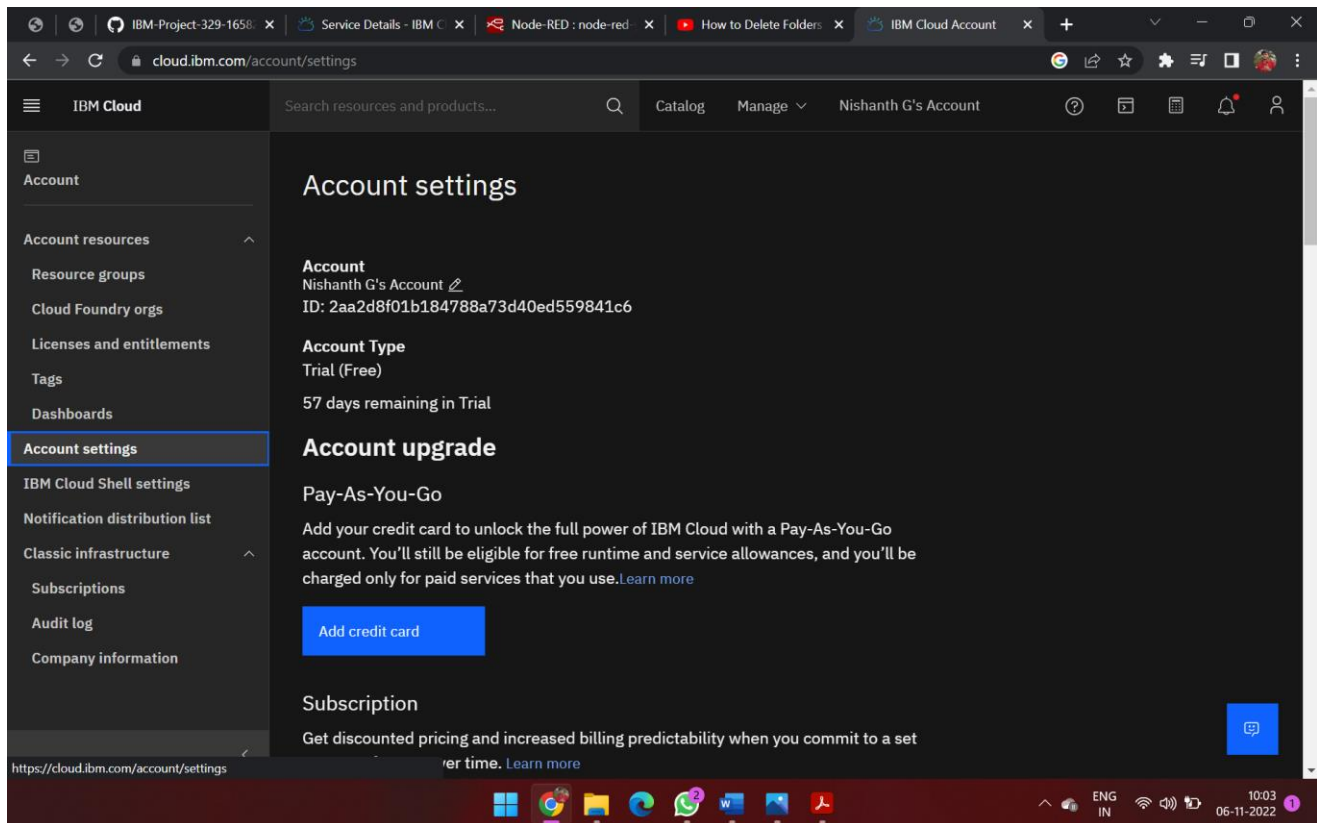 IBM-Project-329-1658
Service Details - IBM C
Node-RED : node-red-
How to Delete Folders
IBM Cloud Account
cloud.ibm.com/account/settings
IBM Cloud
Search resources and products...
Catalog
Manage
Nishanth G's Account
Account
Account resources
Resource groups
Cloud Foundry orgs
Licenses and entitlements
Tags
Dashboards
Account settings
IBM Cloud Shell settings
Notification distribution list
Classic infrastructure
Subscriptions
Audit log
Company information
https://cloud.ibm.com/account/settings
Account settings
Account
Nishanth G's Account
ID: 2aa2d8f01b184788a73d40ed559841c6
Account Type
Trial (Free)
57 days remaining in Trial
Account upgrade
Pay-As-You-Go
Add your credit card to unlock the full power of IBM Cloud with a Pay-As-You-Go
account. You'll still be eligible for free runtime and service allowances, and you'll be
charged only for paid services that you use.Learn more
Add credit card
Subscription
Get discounted pricing and increased billing predictability when you commit to a set
er time. Learn more
2
ENG
IN
10:03
06-11-2022
1